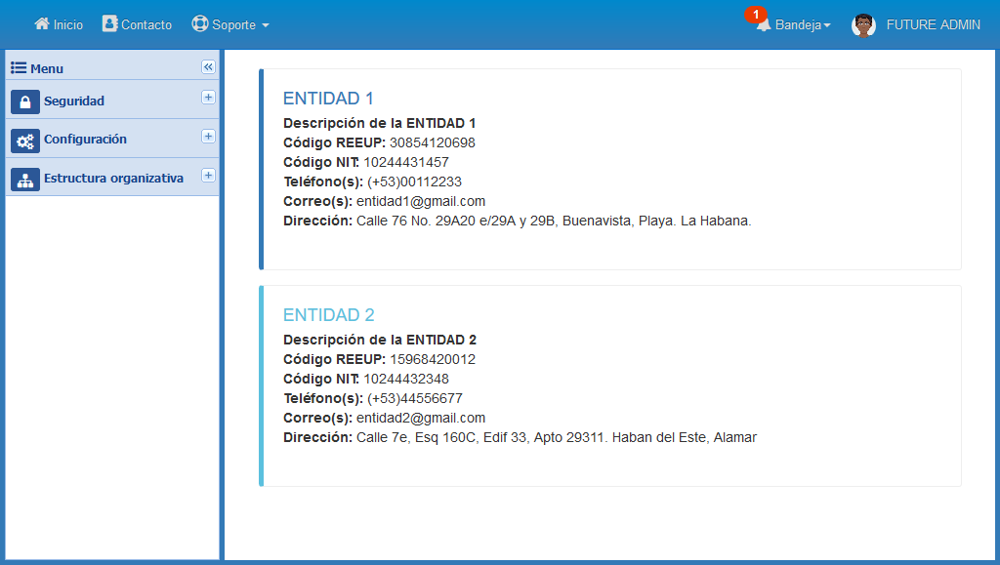 Inicio Contacto Soporte 1 Bandeja FUTURE ADMIN
Menu
Seguridad
Configuración
Estructura organizativa
ENTIDAD 1
Descripción de la ENTIDAD 1
Código REEUP: 30854120698
Código NIT: 10244431457
Teléfono(s): (+53)00112233
Correo(s): entidad1@gmail.com
Dirección: Calle 76 No. 29A20 e/29A y 29B, Buenavista, Playa. La Habana.
ENTIDAD 2
Descripción de la ENTIDAD 2
Código REEUP: 15968420012
Código NIT: 10244432348
Teléfono(s): (+53)44556677
Correo(s): entidad2@gmail.com
Dirección: Calle 7e, Esq 160C, Edif 33, Apto 29311. Haban del Este, Alamar